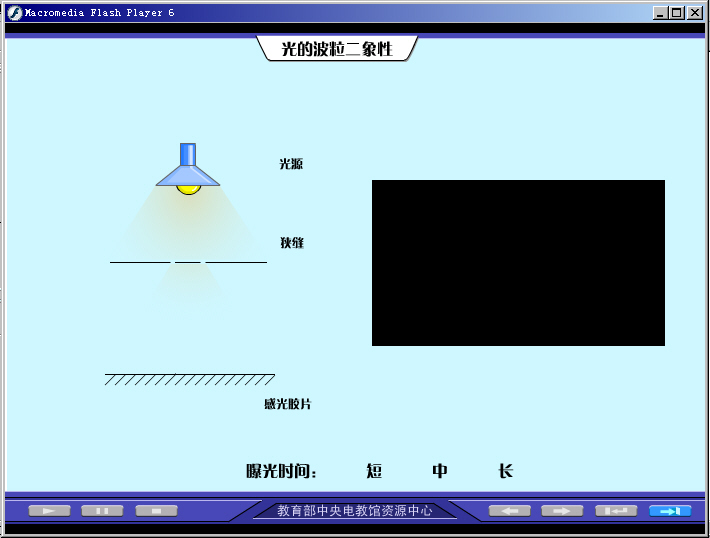 Macromedia Flash Player 6
光的波粒二象性
光源
狭缝
感光胶片
曝光时间： 短 中 长
教育部中央电教馆资源中心